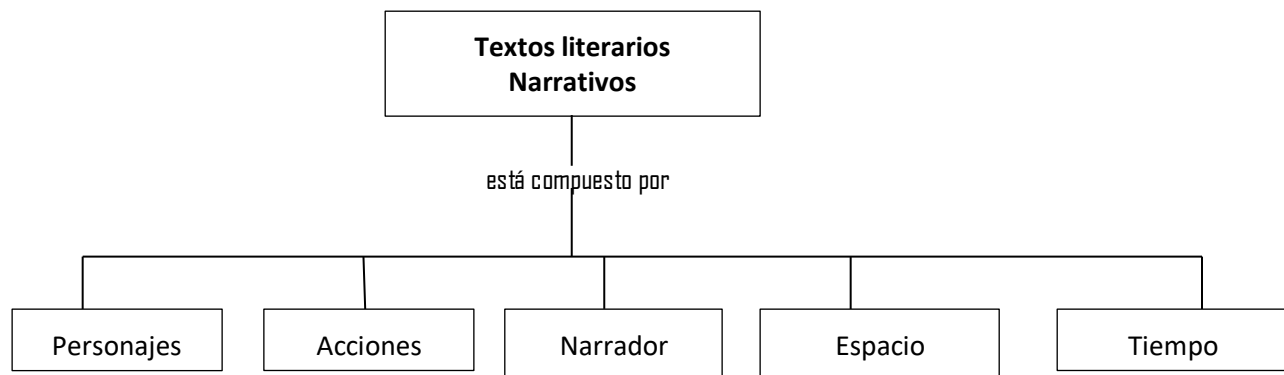 Textos literarios
Narrativos
está compuesto por
Personajes
Acciones
Narrador
Espacio
Tiempo